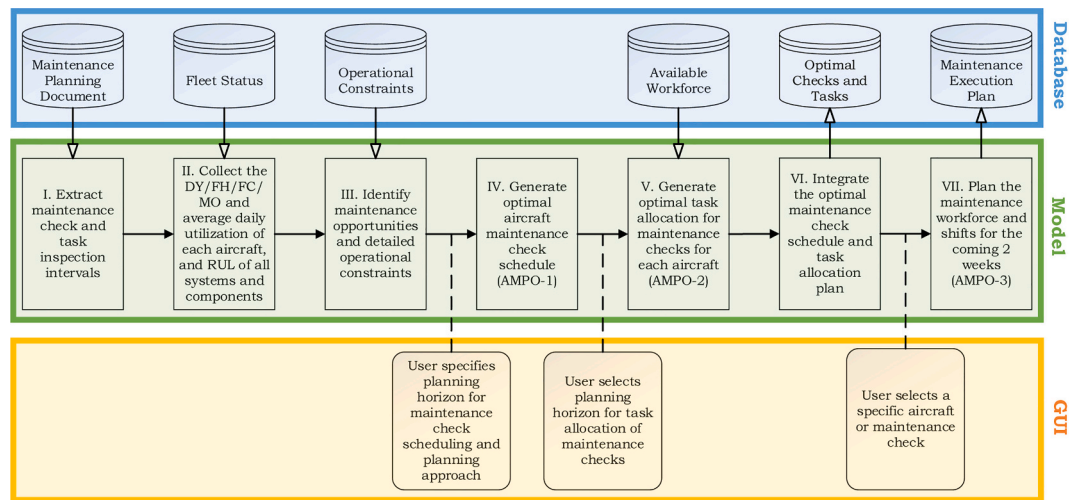 Maintenance
Planning
Document
Fleet Status
Operational
Constraints
Available
Workforce
Optimal
Checks and
Tasks
Maintenance
Execution
Plan
Database
I. Extract
maintenance
check and
task
inspection
intervals
II. Collect the
DY/FH/FC/
MO and
average daily
utilization of
each aircraft,
and RUL of all
systems and
components
III. Identify
maintenance
opportunities
and detailed
operational
constraints
IV. Generate
optimal
aircraft
maintenance
check
schedule
(AMPO-1)
V. Generate
optimal task
allocation for
maintenance
checks for
each aircraft
(AMPO-2)
VI. Integrate
the optimal
maintenance
check
schedule and
task
allocation
plan
VII. Plan the
maintenance
workforce and
shifts for the
coming 2
weeks
(AMPO-3)
Model
User specifies
planning
horizon for
maintenance
check
scheduling and
planning
approach
User selects
planning
horizon for task
allocation of
maintenance
checks
User selects a
specific aircraft
or maintenance
check
GUI